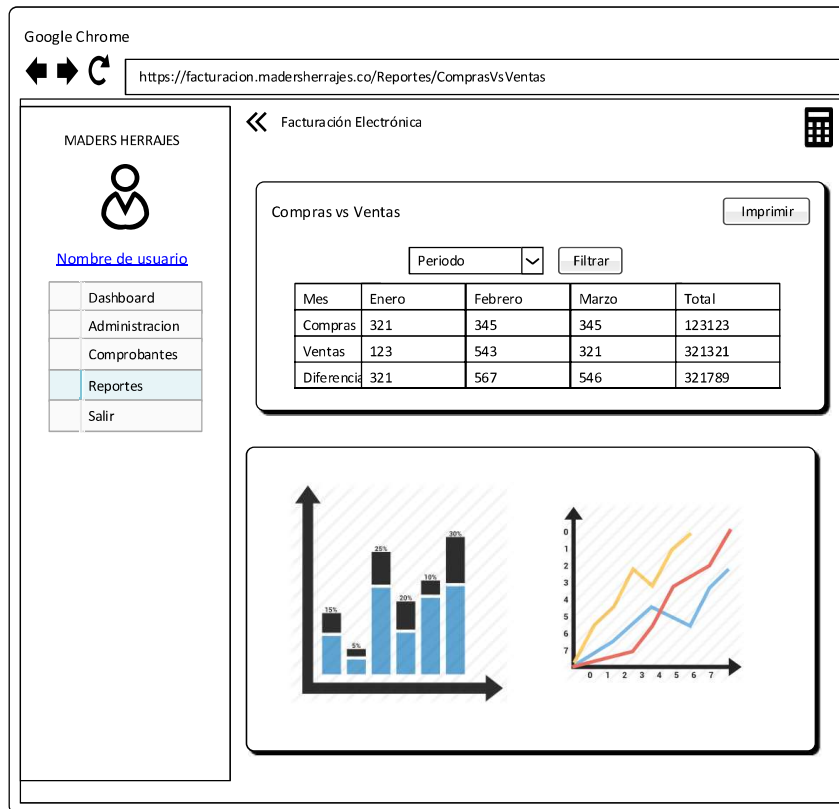 Google Chrome
https://facturacion.madersherrajes.co/Reportes/ComprasVsVentas
MADERS HERRAJES
Nombre de usuario
Dashboard
Administracion
Comprobantes
Reportes
Salir
Facturación Electrónica
Compras vs Ventas
Imprimir
Periodo
Filtrar
Mes Enero Febrero Marzo Total
Compras 321 345 345 123123
Ventas 123 543 321 321321
Diferencia 321 567 546 321789
15%
5%
25%
20%
10%
30%
0
1
2
3
4
5
6
7
0 1 2 3 4 5 6 7